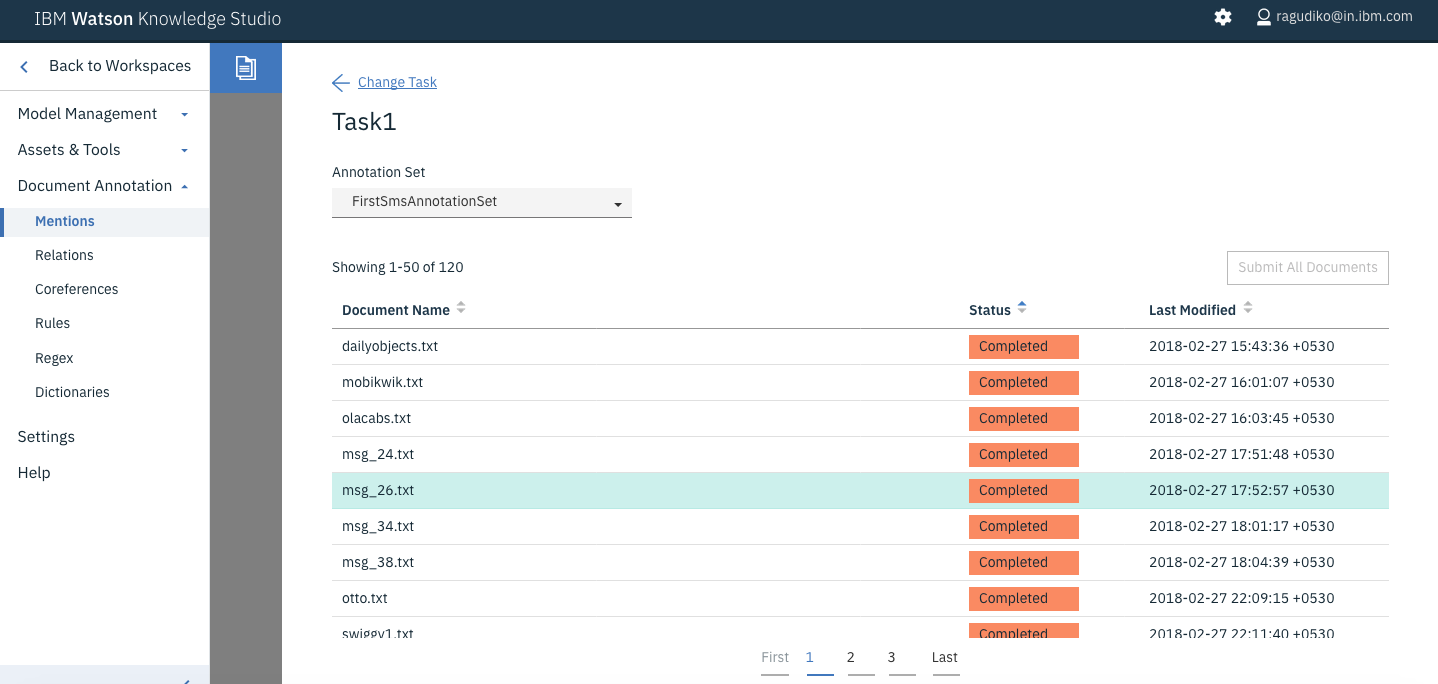 IBM Watson Knowledge Studio
ragudiko@in.ibm.com
Back to Workspaces
Model Management
Assets & Tools
Document Annotation
Mentions
Relations
Coreferences
Rules
Regex
Dictionaries
Settings
Help
Change Task
Task1
Annotation Set
FirstSmsAnnotationSet
Showing 1-50 of 120
Submit All Documents
Document Name Status Last Modified
dailyobjects.txt Completed 2018-02-27 15:43:36 +0530
mobikwik.txt Completed 2018-02-27 16:01:07 +0530
olacabs.txt Completed 2018-02-27 16:03:45 +0530
msg_24.txt Completed 2018-02-27 17:51:48 +0530
msg_26.txt Completed 2018-02-27 17:52:57 +0530
msg_34.txt Completed 2018-02-27 18:01:17 +0530
msg_38.txt Completed 2018-02-27 18:04:39 +0530
otto.txt Completed 2018-02-27 22:09:15 +0530
swiggy1.txt Completed 2018-02-27 22:11:40 +0530
First 1 2 3 Last